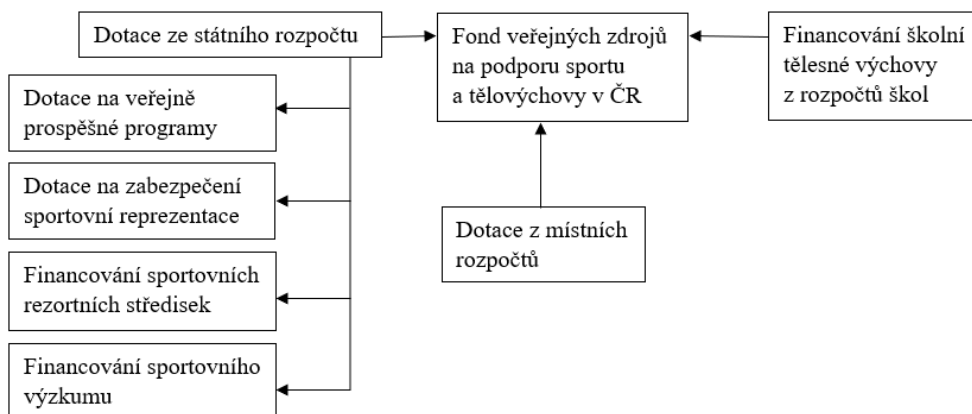 Dotace ze státního rozpočtu
Fond veřejných zdrojů
na podporu sportu
a tělovýchovy v ČR
Financování školní
tělesné výchovy
z rozpočtů škol
Dotace na veřejně
prospěšné programy
Dotace na zabezpečení
sportovní reprezentace
Dotace z místních
rozpočtů
Financování sportovních
rezortních středisek
Financování sportovního
výzkumu